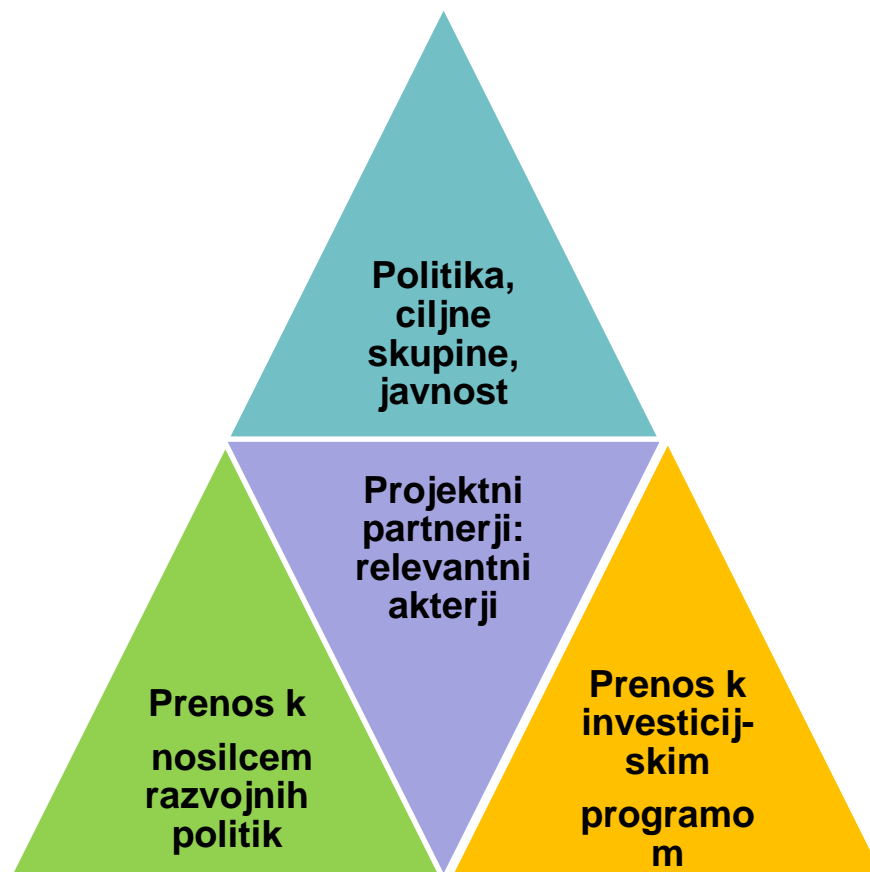 Politika,
ciljne
skupine,
javnost
Projektni
partnerji:
relevantni
akterji
Prenos k
nosilcem
razvojnih
politik
Prenos k
investicij-
skim
programo
m